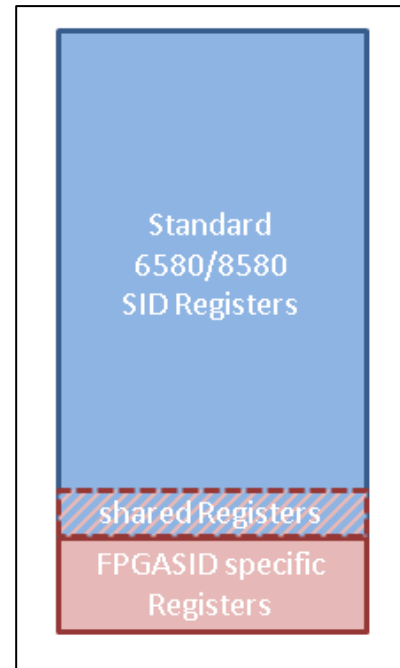 Standard
6580/8580
SID Registers
shared Registers
FPGASID specific
Registers